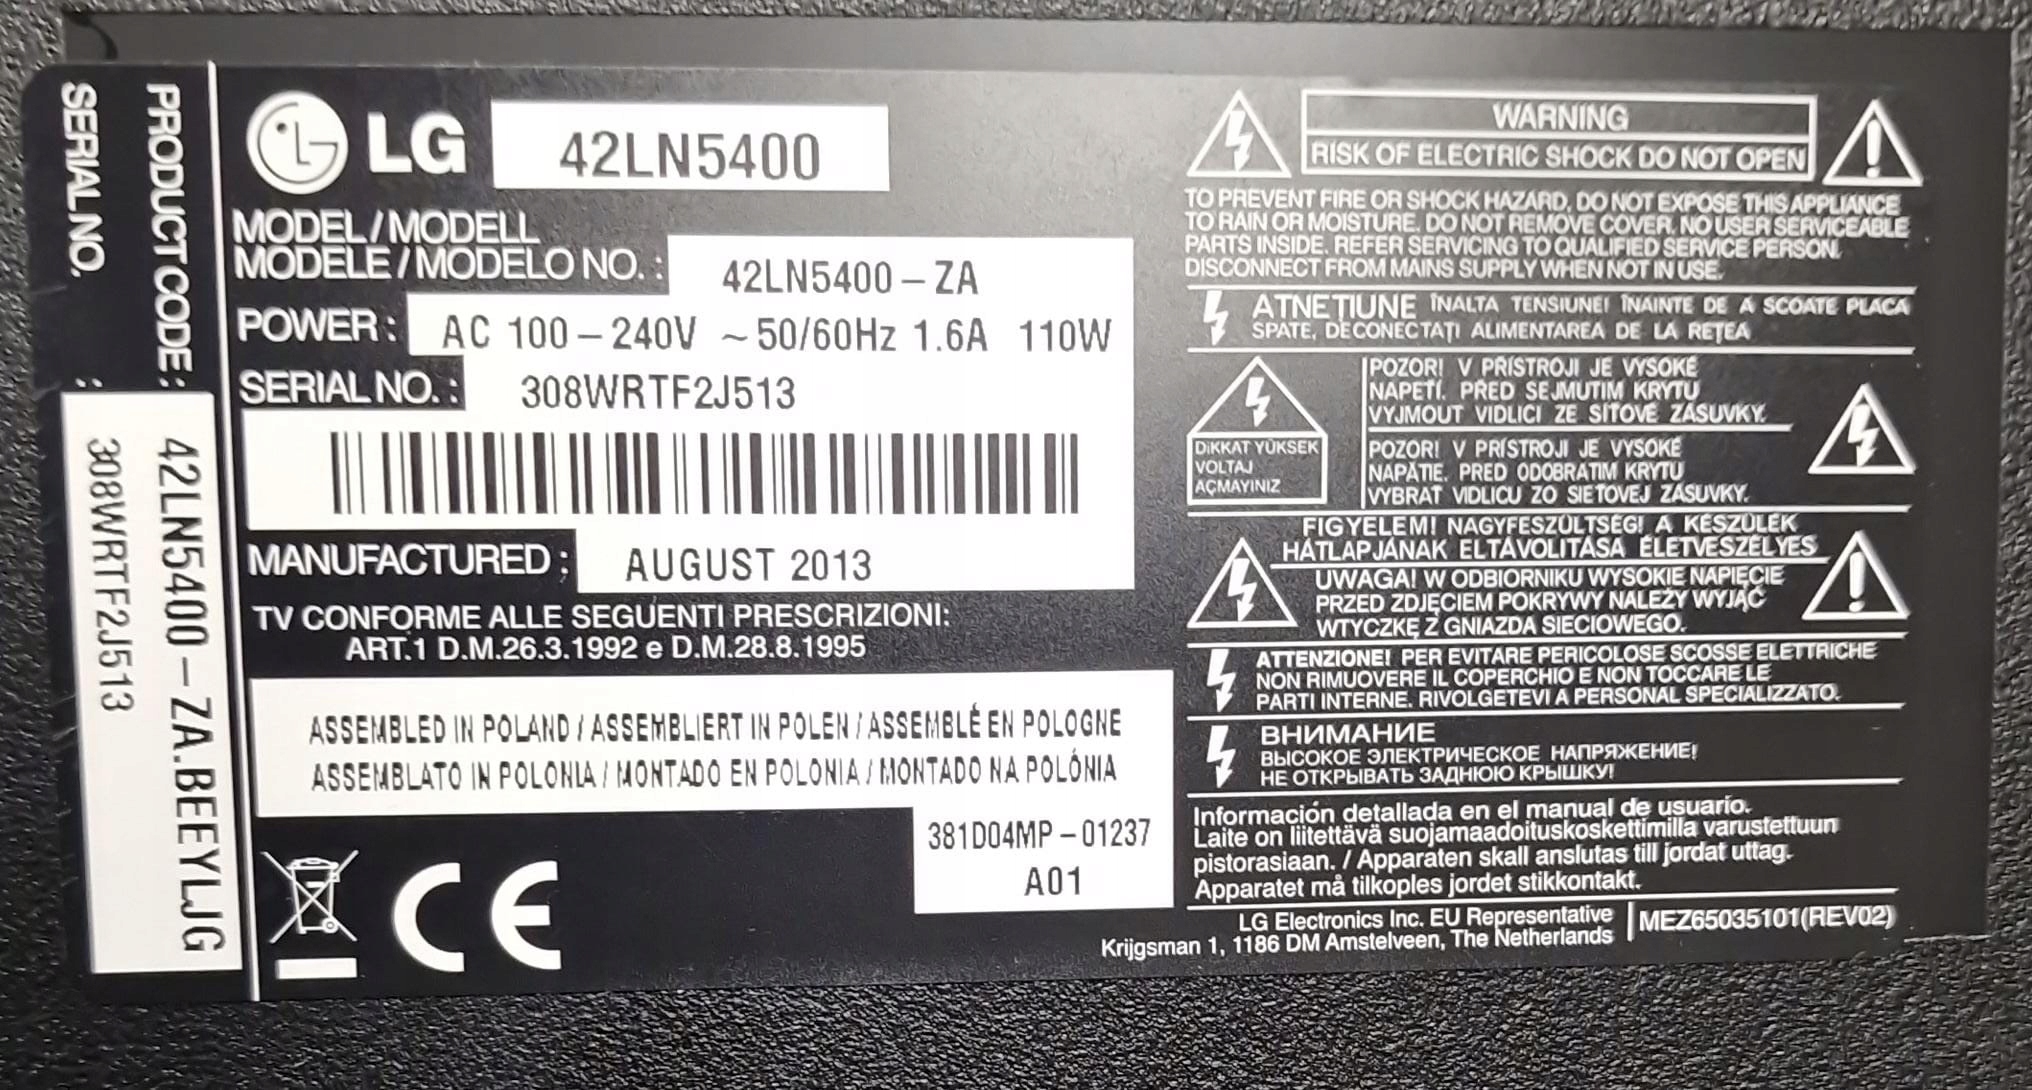 SERIAL NO. : 308WRTF2J513
PRODUCT CODE : 42LN5400-ZA.BEEYLJG
LG 42LN5400
MODEL / MODELL
MODELE / MODELO NO. : 42LN5400-ZA
POWER : AC 100-240V ~50/60Hz 1.6A 110W
SERIAL NO. : 308WRTF2J513
MANUFACTURED : AUGUST 2013
TV CONFORME ALLE SEGUENTI PRESCRIZIONI:
ART.1 D.M.26.3.1992 e D.M.28.8.1995
ASSEMBLED IN POLAND / ASSEMBLIERT IN POLEN / ASSEMBLÉ EN POLOGNE
ASSEMBLATO IN POLONIA / MONTADO EN POLONIA / MONTADO NA POLÓNIA
381D04MP-01237
A01
CE
WARNING
RISK OF ELECTRIC SHOCK DO NOT OPEN
TO PREVENT FIRE OR SHOCK HAZARD, DO NOT EXPOSE THIS APPLIANCE
TO RAIN OR MOISTURE. DO NOT REMOVE COVER. NO USER SERVICEABLE
PARTS INSIDE. REFER SERVICING TO QUALIFIED SERVICE PERSON.
DISCONNECT FROM MAINS SUPPLY WHEN NOT IN USE.
ATNEŢIUNE ÎNALTA TENSIUNE! ÎNAINTE DE A SCOATE PLACA
SPATE, DECONECTAŢI ALIMENTAREA DE LA REŢEA
DİKKAT YÜKSEK
VOLTAJ
AÇMAYINIZ
POZOR! V PŘÍSTROJI JE VYSOKÉ
NAPĚTÍ. PŘED SEJMUTÍM KRYTU
VYJMOUT VIDLICI ZE SÍŤOVÉ ZÁSUVKY.
POZOR! V PRÍSTROJI JE VYSOKÉ
NAPÄTIE. PRED ODOBRATIM KRYTU
VYBRAŤ VIDLICU ZO SIEŤOVEJ ZÁSUVKY.
FIGYELEM! NAGYFESZÜLTSÉG! A KÉSZÜLÉK
HÁTLAPJÁNAK ELTÁVOLITÁSA ÉLETVESZÉLYES
UWAGA! W ODBIORNIKU WYSOKIE NAPIĘCIE
PRZED ZDJĘCIEM POKRYWY NALEŻY WYJĄĆ
WTYCZKĘ Z GNIAZDA SIECIOWEGO.
ATTENZIONE! PER EVITARE PERICOLOSE SCOSSE ELETTRICHE
NON RIMUOVERE IL COPERCHIO E NON TOCCARE LE
PARTI INTERNE. RIVOLGETEVI A PERSONAL SPECIALIZZATO.
ВНИМАНИЕ
ВЫСОКОЕ ЭЛЕКТРИЧЕСКОЕ НАПРЯЖЕНИЕ!
НЕ ОТКРЫВАТЬ ЗАДНЮЮ КРЫШКУ!
Información detallada en el manual de usuario.
Laite on liitettävä suojamaadoituskoskettimilla varustettuun
pistorasiaan. / Apparaten skall anslutas till jordat uttag.
Apparatet må tilkoples jordet stikkontakt.
LG Electronics Inc. EU Representative
Krijgsman 1, 1186 DM Amstelveen, The Netherlands
MEZ65035101(REV02)